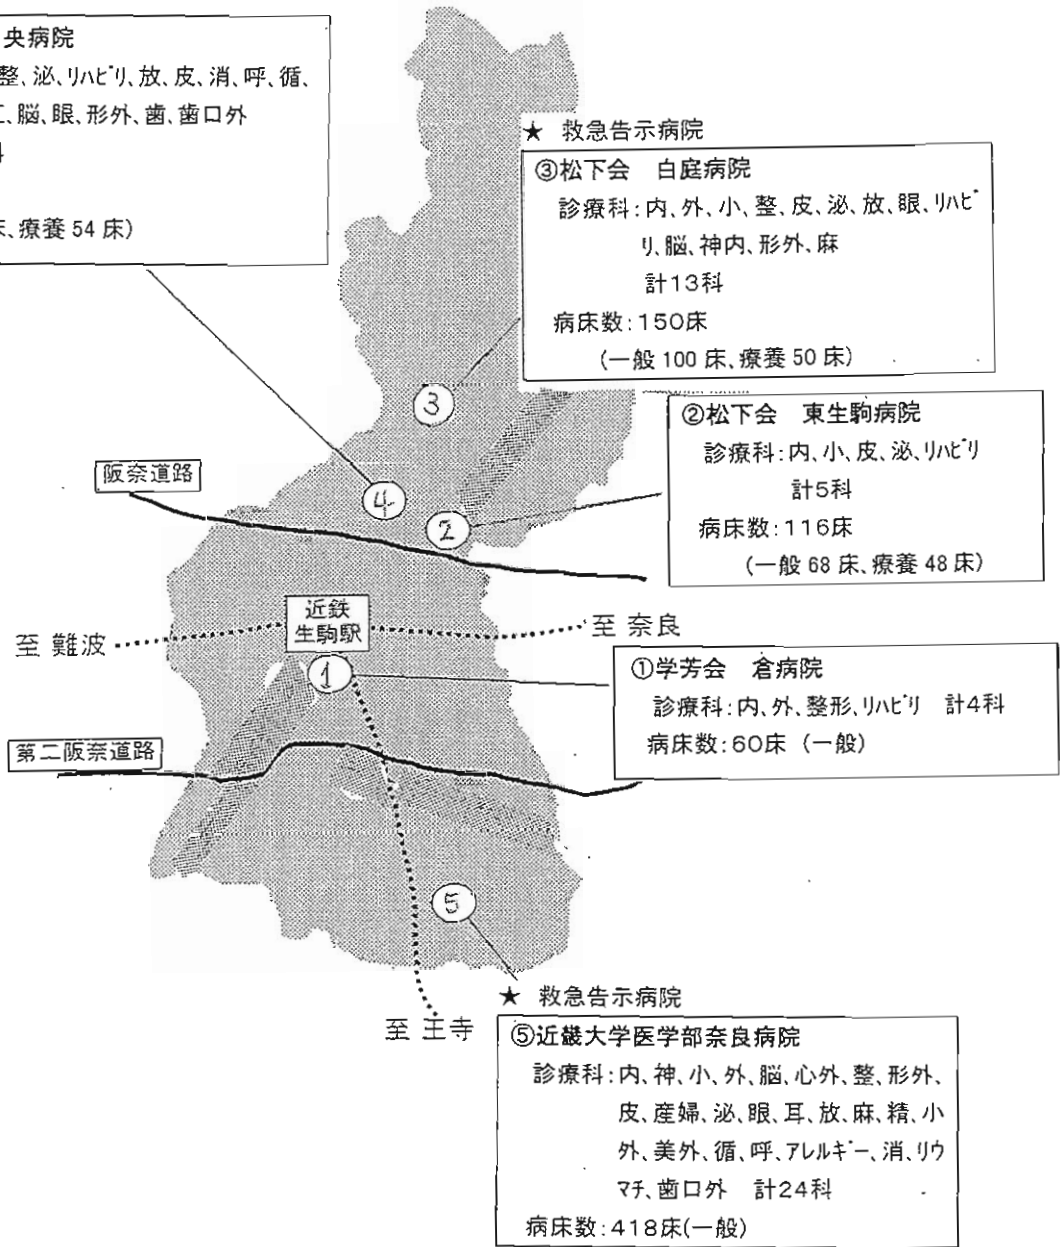 央病院
整、泌、リハビリ、放、皮、消、呼、循、
脳、眼、形外、歯、歯口外
、療養 54 床)
★ 救急告示病院
③松下会 白庭病院
診療科:内、外、小、整、皮、泌、放、眼、リハビ
リ、脳、神内、形外、麻
計13科
病床数:150床
(一般 100 床、療養 50 床)
③
②松下会 東生駒病院
診療科:内、小、皮、泌、リハビリ
計5科
病床数:116床
(一般 68 床、療養 48 床)
阪奈道路
④
②
近鉄
生駒駅
至 難波
至 奈良
①
①学芳会 倉病院
診療科:内、外、整形、リハビリ 計4科
病床数:60床 (一般)
第二阪奈道路
⑤
至 王寺
★ 救急告示病院
⑤近畿大学医学部奈良病院
診療科:内、神、小、外、脳、心外、整、形外、
皮、産婦、泌、眼、耳、放、麻、精、小
外、美外、循、呼、アレルギー、消、リウ
マチ、歯口外 計24科
病床数:418床(一般)